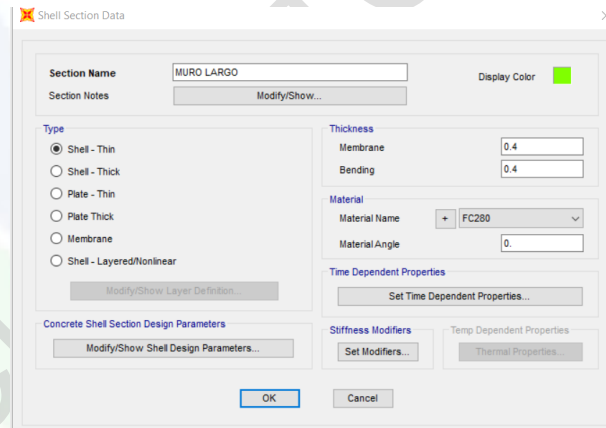 Shell Section Data
Section Name MURO LARGO Display Color
Section Notes Modify/Show...
Type
Shell - Thin
Shell - Thick
Plate - Thin
Plate Thick
Membrane
Shell - Layered/Nonlinear
Modify/Show Layer Definition...
Thickness
Membrane 0.4
Bending 0.4
Material
Material Name + FC280
Material Angle 0.
Time Dependent Properties
Set Time Dependent Properties...
Concrete Shell Section Design Parameters
Modify/Show Shell Design Parameters...
Stiffness Modifiers
Set Modifiers...
Temp Dependent Properties
Thermal Properties...
OK Cancel